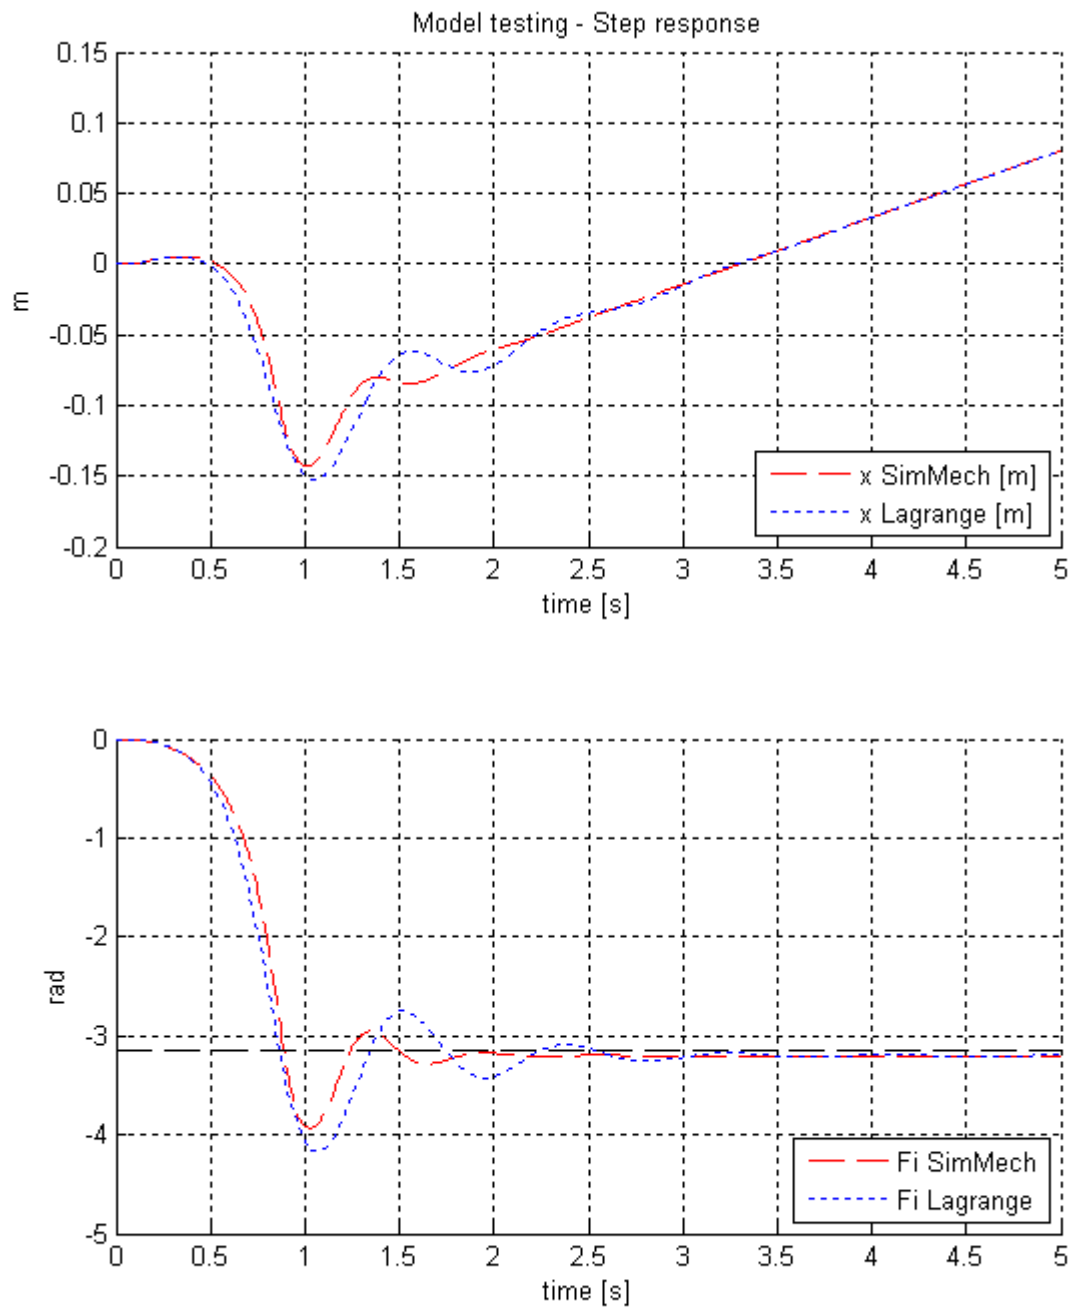 Model testing - Step response
0.15
0.1
0.05
0
-0.05
-0.1
-0.15
-0.2
m
x SimMech [m]
x Lagrange [m]
0 0.5 1 1.5 2 2.5 3 3.5 4 4.5 5
time [s]
0
-1
-2
-3
-4
-5
rad
Fi SimMech
Fi Lagrange
0 0.5 1 1.5 2 2.5 3 3.5 4 4.5 5
time [s]